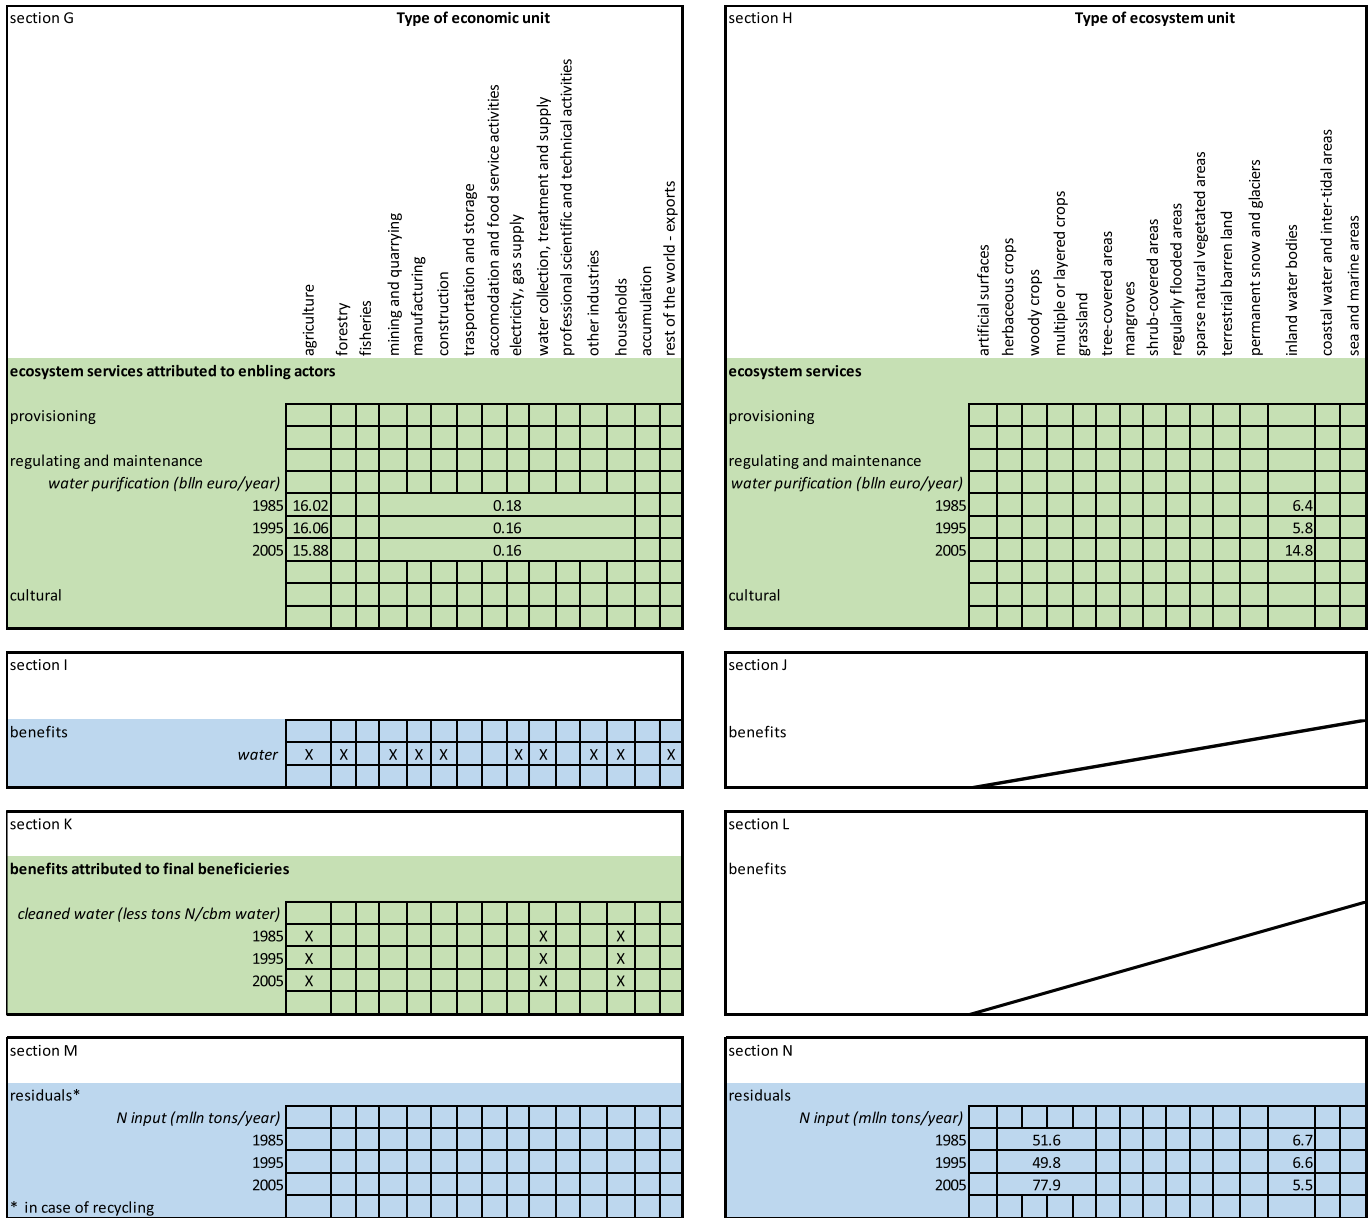 section G
Type of economic unit
agriculture
forestry
fisheries
mining and quarrying
manufacturing
construction
trasportation and storage
accomodation and food service activities
electricity, gas supply
water collection, treatment and supply
professional scientific and technical activities
other industries
households
accumulation
rest of the world - exports
ecosystem services attributed to enbling actors
provisioning
regulating and maintenance
water purification (blln euro/year)
1985 16.02 0.18
1995 16.06 0.16
2005 15.88 0.16
cultural
section H
Type of ecosystem unit
artificial surfaces
herbaceous crops
woody crops
multiple or layered crops
grassland
tree-covered areas
mangroves
shrub-covered areas
regularly flooded areas
sparse natural vegetated areas
terrestrial barren land
permanent snow and glaciers
inland water bodies
coastal water and inter-tidal areas
sea and marine areas
ecosystem services
provisioning
regulating and maintenance
water purification (blln euro/year)
1985 6.4
1995 5.8
2005 14.8
cultural
section I
benefits
water X X X X X X X X X X
section J
benefits
section K
benefits attributed to final beneficieries
cleaned water (less tons N/cbm water)
1985 X X X
1995 X X X
2005 X X X
section L
benefits
section M
residuals*
N input (mlln tons/year)
1985
1995
2005
* in case of recycling
section N
residuals
N input (mlln tons/year)
1985 51.6 6.7
1995 49.8 6.6
2005 77.9 5.5